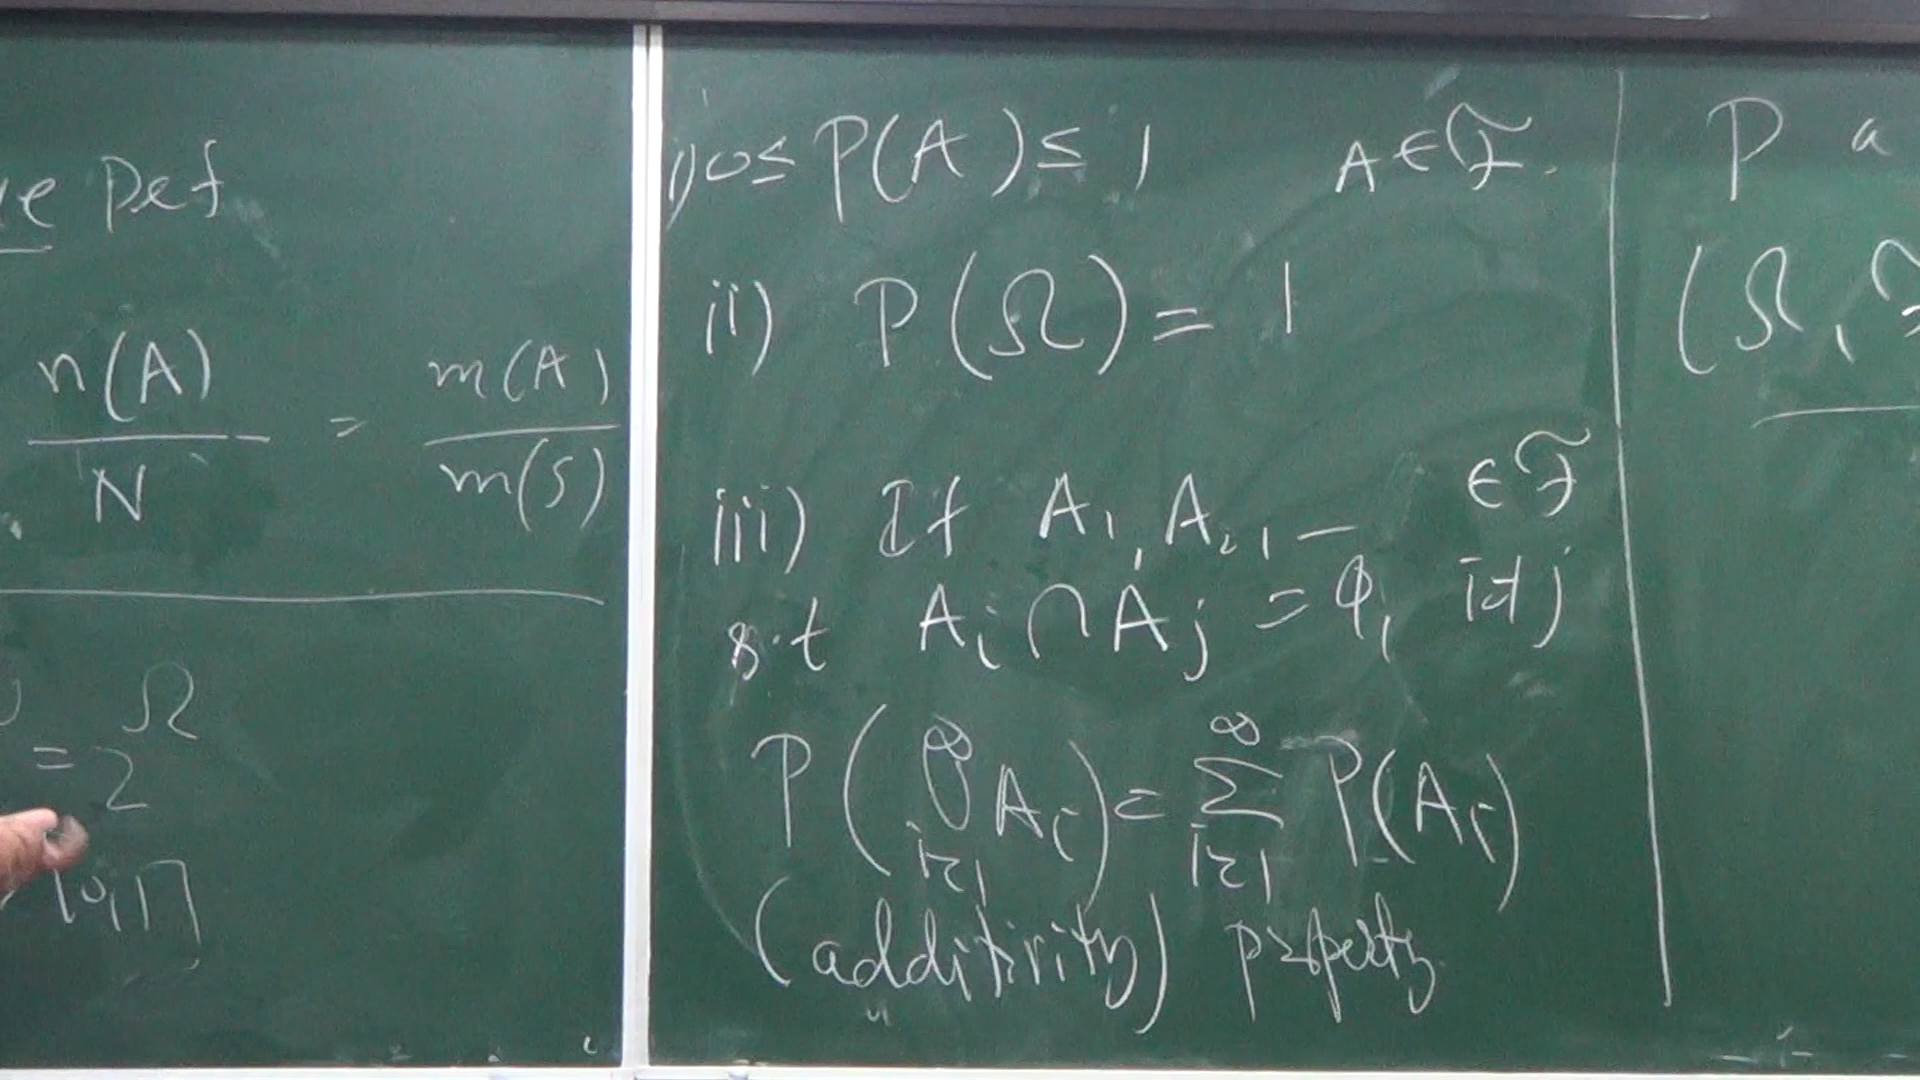 Def
n(A)/N = m(A)/m(S)
= 2^Ω
[0,1]
i) 0 ≤ P(A) ≤ 1 A ∈ F.
ii) P(Ω) = 1
iii) If A1, A2, – ∈ F
s.t Ai ∩ Aj = φ, i≠j
P(∪_{i=1}^{∞} Ai) = Σ_{i=1}^{∞} P(Ai)
(additivity) property
P a
(Ω, F